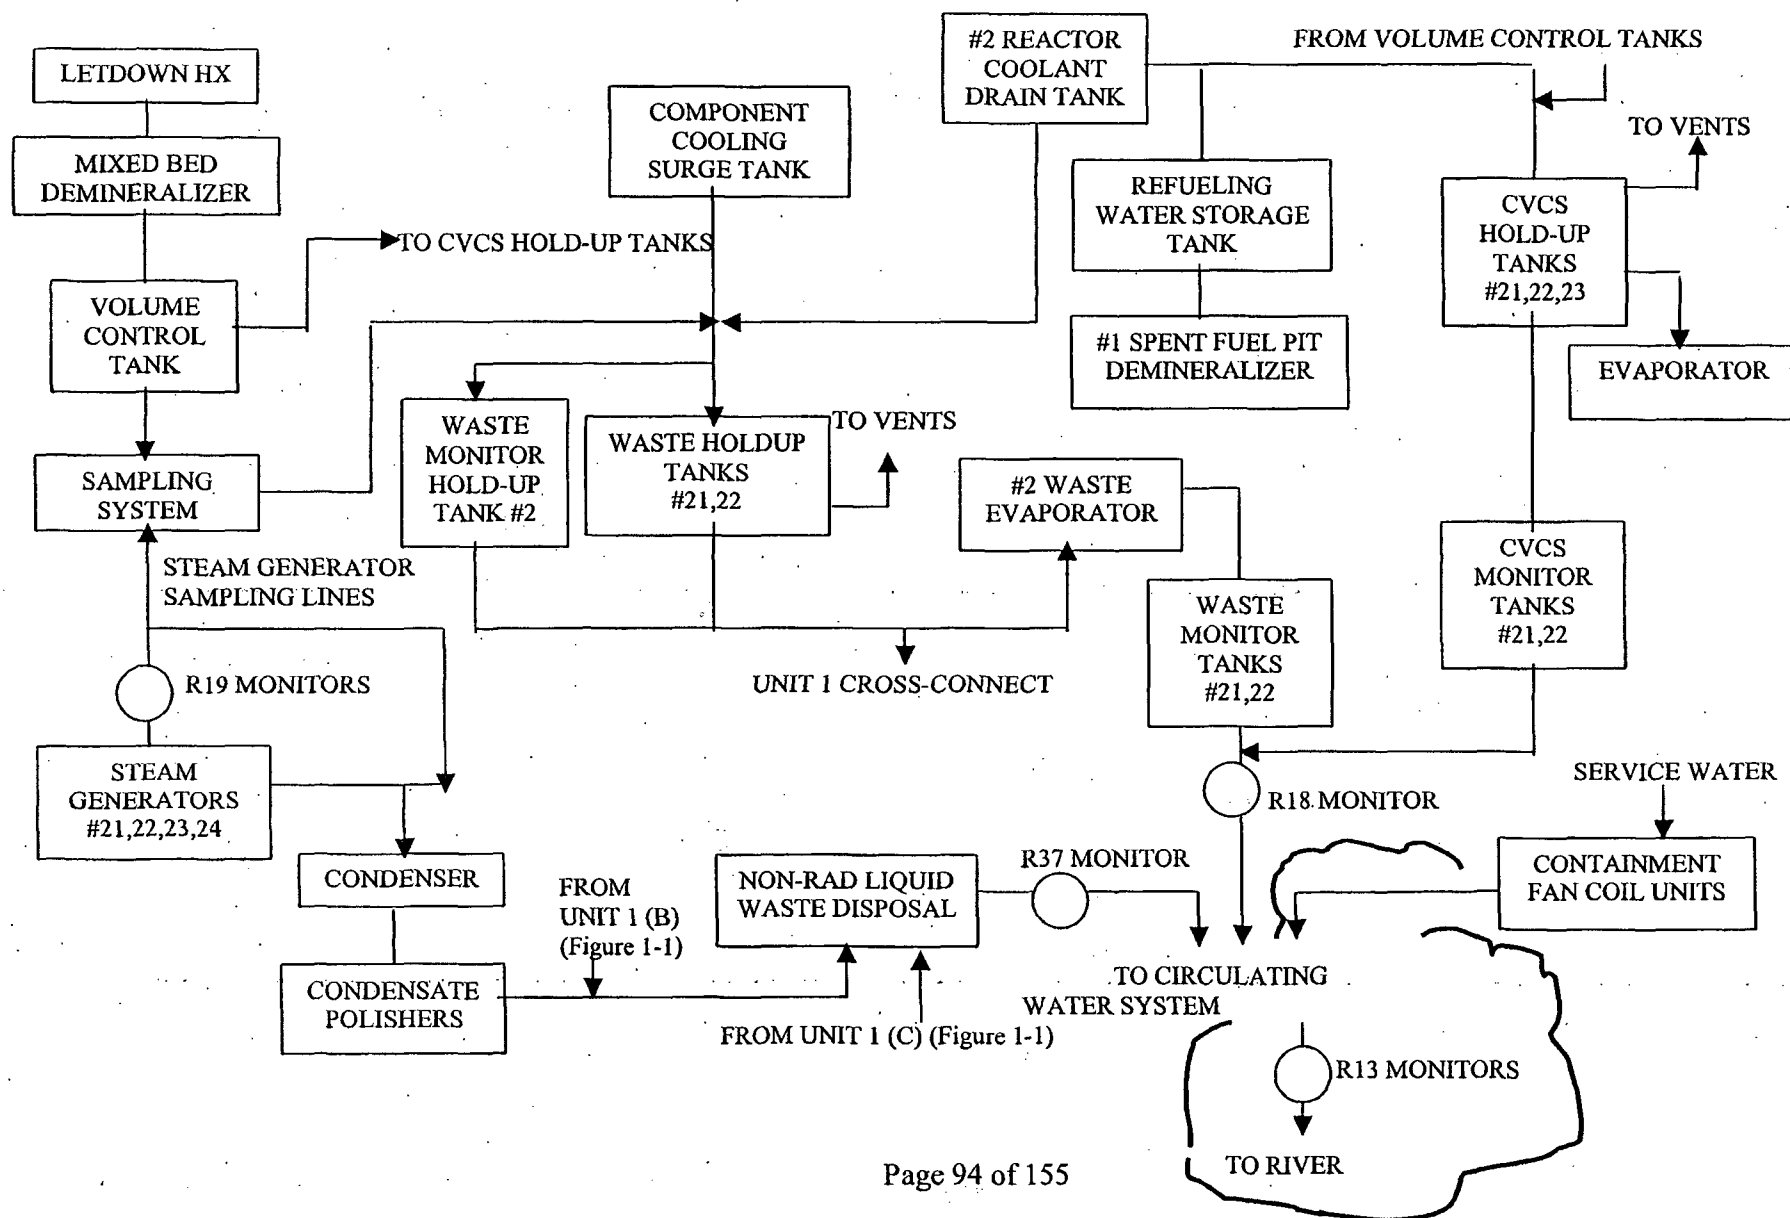 #2 REACTOR
COOLANT
DRAIN TANK
FROM VOLUME CONTROL TANKS
LETDOWN HX
COMPONENT
COOLING
SURGE TANK
TO VENTS
MIXED BED
DEMINERALIZER
REFUELING
WATER STORAGE
TANK
CVCS
HOLD-UP
TANKS
#21,22,23
TO CVCS HOLD-UP TANKS
VOLUME
CONTROL
TANK
#1 SPENT FUEL PIT
DEMINERALIZER
EVAPORATOR
WASTE
MONITOR
HOLD-UP
TANK #2
WASTE HOLDUP
TANKS
#21,22
TO VENTS
SAMPLING
SYSTEM
#2 WASTE
EVAPORATOR
CVCS
MONITOR
TANKS
#21,22
STEAM GENERATOR
SAMPLING LINES
WASTE
MONITOR
TANKS
#21,22
R19 MONITORS
UNIT 1 CROSS-CONNECT
STEAM
GENERATORS
#21,22,23,24
SERVICE WATER
R18 MONITOR
CONDENSER
FROM
UNIT 1 (B)
(Figure 1-1)
NON-RAD LIQUID
WASTE DISPOSAL
R37 MONITOR
CONTAINMENT
FAN COIL UNITS
CONDENSATE
POLISHERS
TO CIRCULATING
WATER SYSTEM
FROM UNIT 1 (C) (Figure 1-1)
R13 MONITORS
TO RIVER
Page 94 of 155